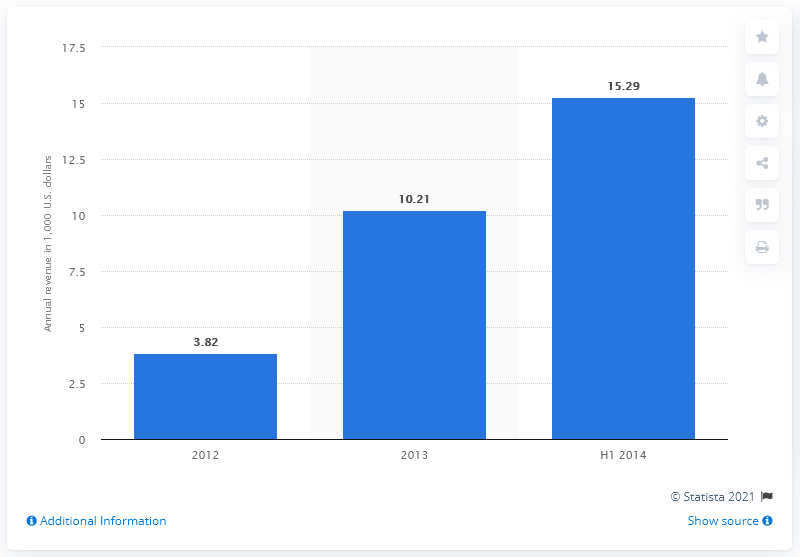 17.5
15
12.5
10
7.5
5
2.5
0
Annual revenue in 1,000 U.S. dollars
3.82
10.21
15.29
2012
2013
H1 2014
© Statista 2021
Additional Information
Show source